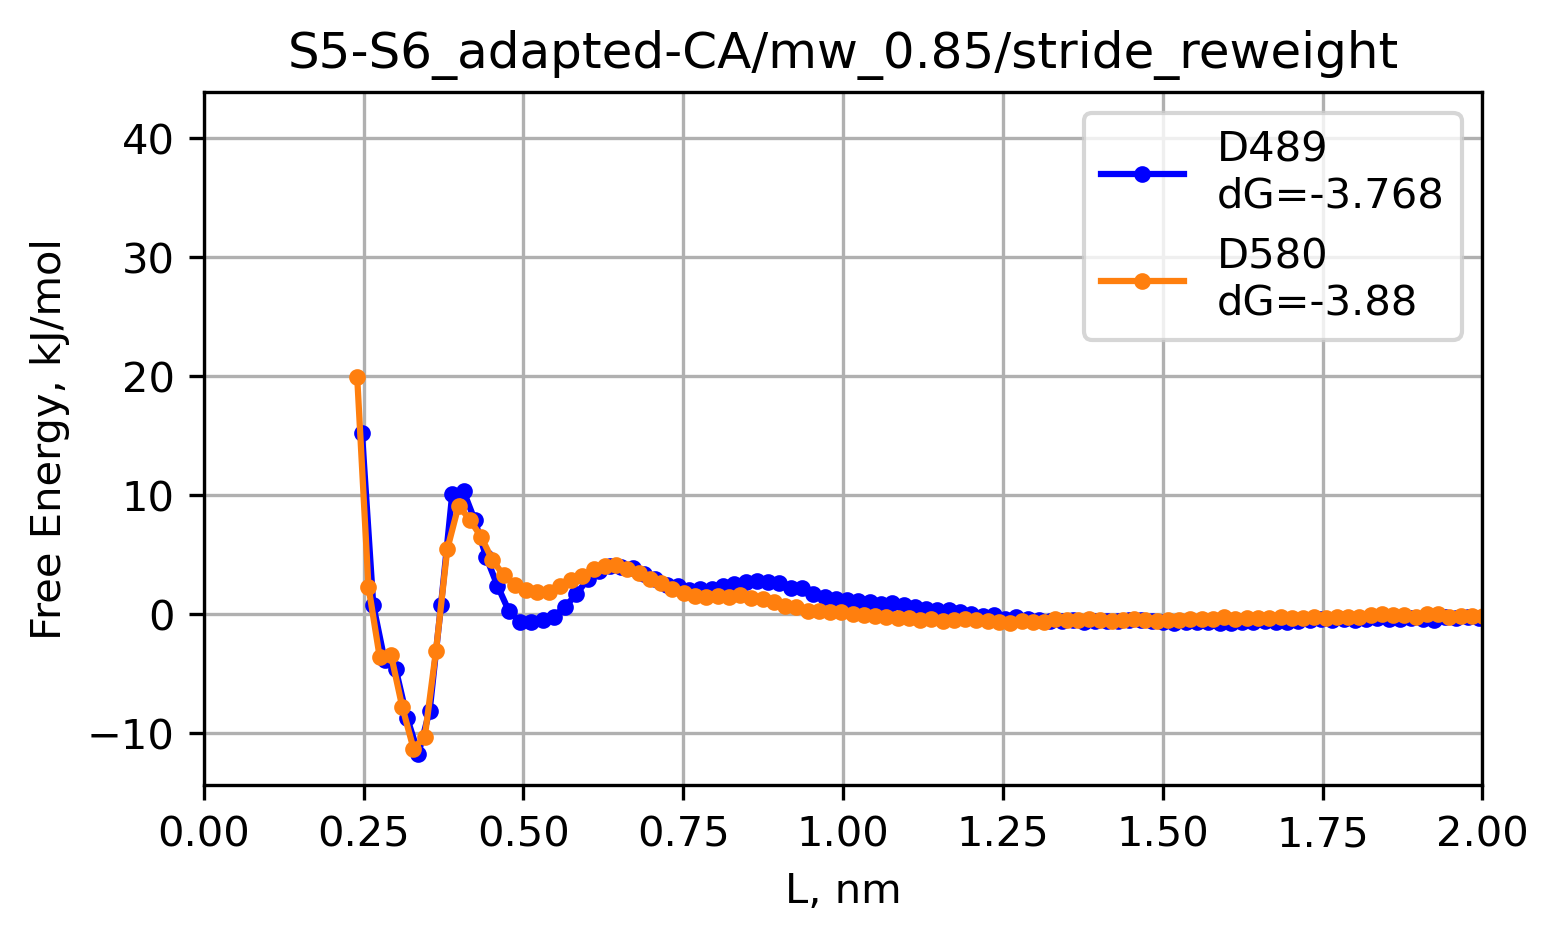 S5-S6_adapted-CA/mw_0.85/stride_reweight
40
30
20
10
0
−10
Free Energy, kJ/mol
D489
dG=-3.768
D580
dG=-3.88
0.00 0.25 0.50 0.75 1.00 1.25 1.50 1.75 2.00
L, nm